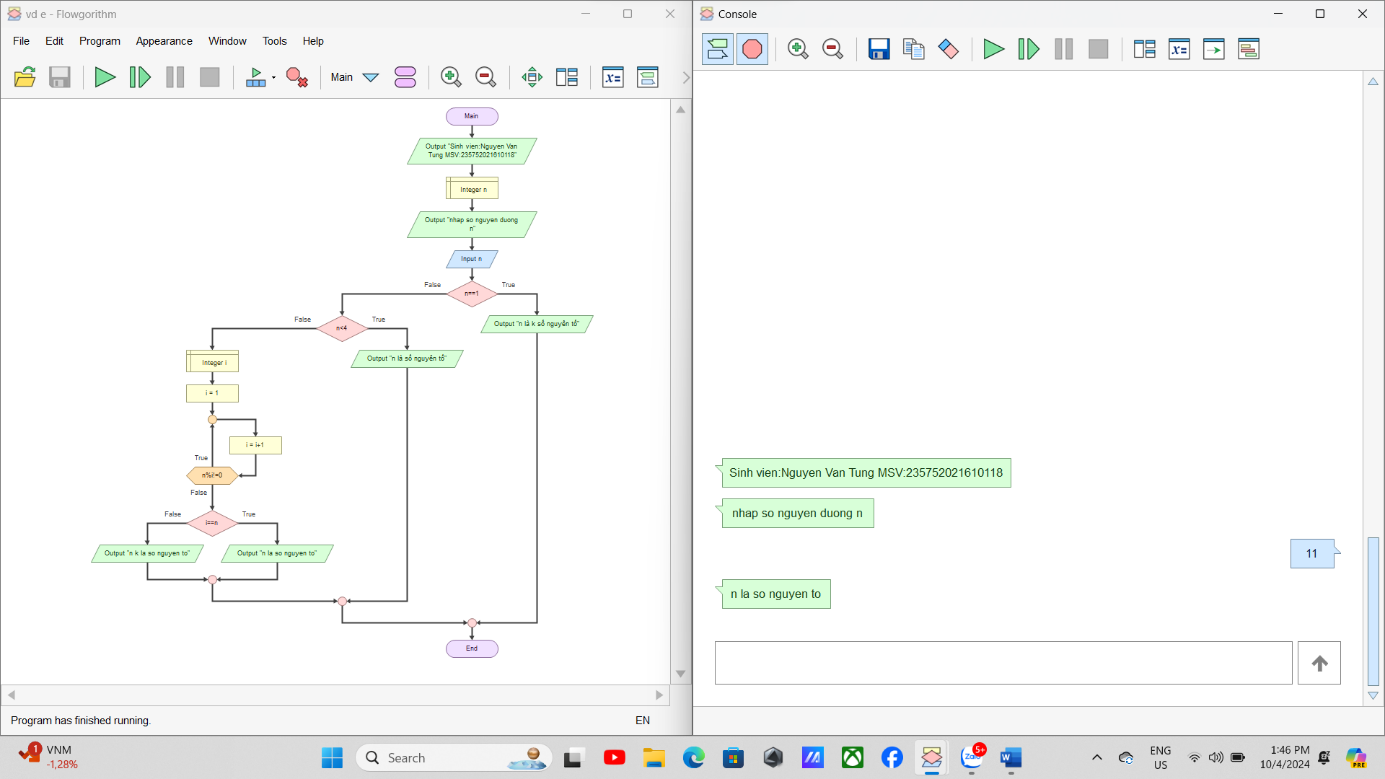 vd e - Flowgorithm
File Edit Program Appearance Window Tools Help
Main
Main
Output "Sinh vien:Nguyen Van
Tung MSV:235752021610118"
Integer n
Output "nhap so nguyen duong
n"
Input n
False
True
n==1
False
True
n<4
Output "n là k số nguyên tố"
Integer i
Output "n là số nguyên tố"
i = 1
i = i+1
True
n%i!=0
False
False
True
i==n
Output "n k la so nguyen to"
Output "n la so nguyen to"
End
Program has finished running.
EN
Console
Sinh vien:Nguyen Van Tung MSV:235752021610118
nhap so nguyen duong n
11
n la so nguyen to
1
VNM
-1,28%
Search
Zalo
5+
W
ENG
US
1:46 PM
10/4/2024
PRE